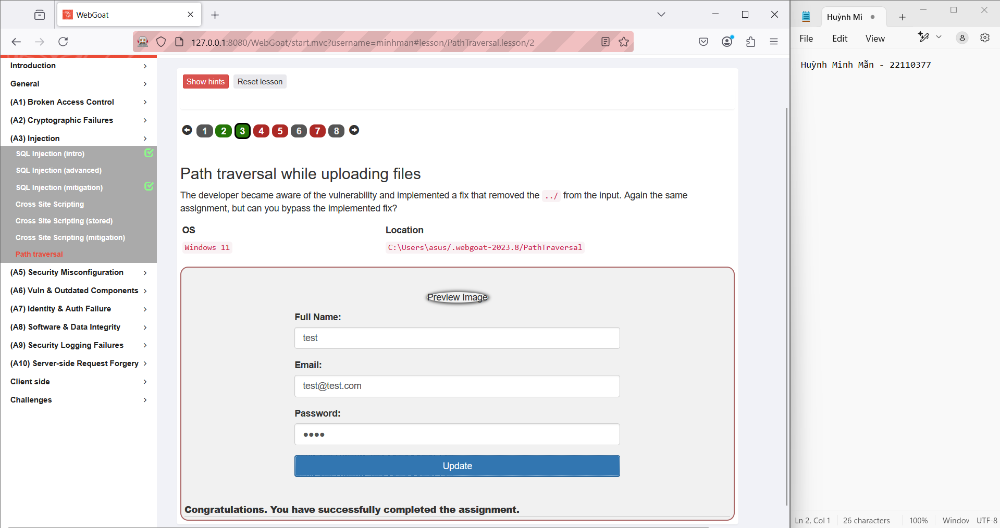 WebGoat
127.0.0.1:8080/WebGoat/start.mvc?username=minhman#lesson/PathTraversal.lesson/2
Introduction
General
(A1) Broken Access Control
(A2) Cryptographic Failures
(A3) Injection
SQL Injection (intro)
SQL Injection (advanced)
SQL Injection (mitigation)
Cross Site Scripting
Cross Site Scripting (stored)
Cross Site Scripting (mitigation)
Path traversal
(A5) Security Misconfiguration
(A6) Vuln & Outdated Components
(A7) Identity & Auth Failure
(A8) Software & Data Integrity
(A9) Security Logging Failures
(A10) Server-side Request Forgery
Client side
Challenges
Show hints Reset lesson
1 2 3 4 5 6 7 8
Path traversal while uploading files
The developer became aware of the vulnerability and implemented a fix that removed the ../ from the input. Again the same
assignment, but can you bypass the implemented fix?
OS Location
Windows 11 C:\Users\asus/.webgoat-2023.8/PathTraversal
Preview Image
Full Name:
test
Email:
test@test.com
Password:
Update
Congratulations. You have successfully completed the assignment.
Huỳnh Mi
File Edit View
Huỳnh Minh Mẫn - 22110377
Ln 2, Col 1 26 characters 100% Window UTF-8